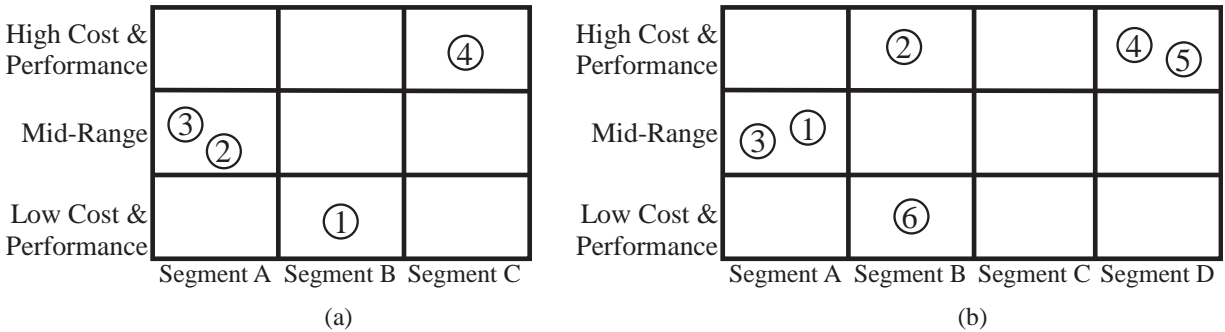 High Cost &
Performance
4
Mid-Range
3
2
Low Cost &
Performance
1
Segment A Segment B Segment C
(a)
High Cost &
Performance
2
4
5
Mid-Range
3
1
Low Cost &
Performance
6
Segment A Segment B Segment C Segment D
(b)